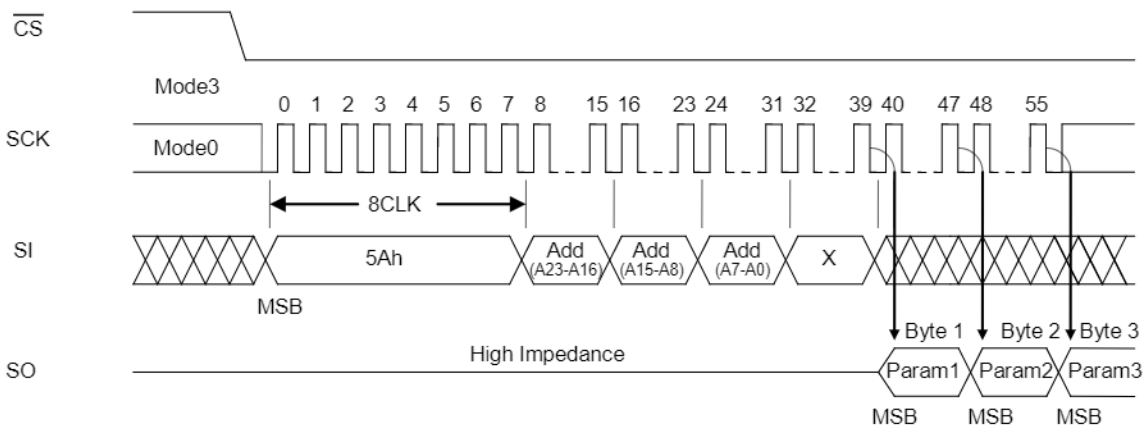 CS
Mode3
0 1 2 3 4 5 6 7 8 15 16 23 24 31 32 39 40 47 48 55
SCK
Mode0
8CLK
SI
5Ah
Add
(A23-A16)
Add
(A15-A8)
Add
(A7-A0)
X
MSB
Byte 1
Byte 2
Byte 3
High Impedance
SO
Param1
Param2
Param3
MSB
MSB
MSB